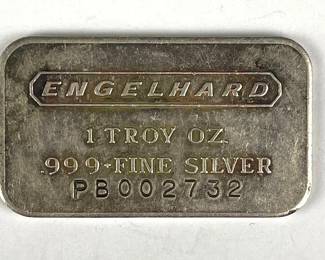 ENGELHARD
1 TROY OZ.
.999+FINE SILVER
PB002732